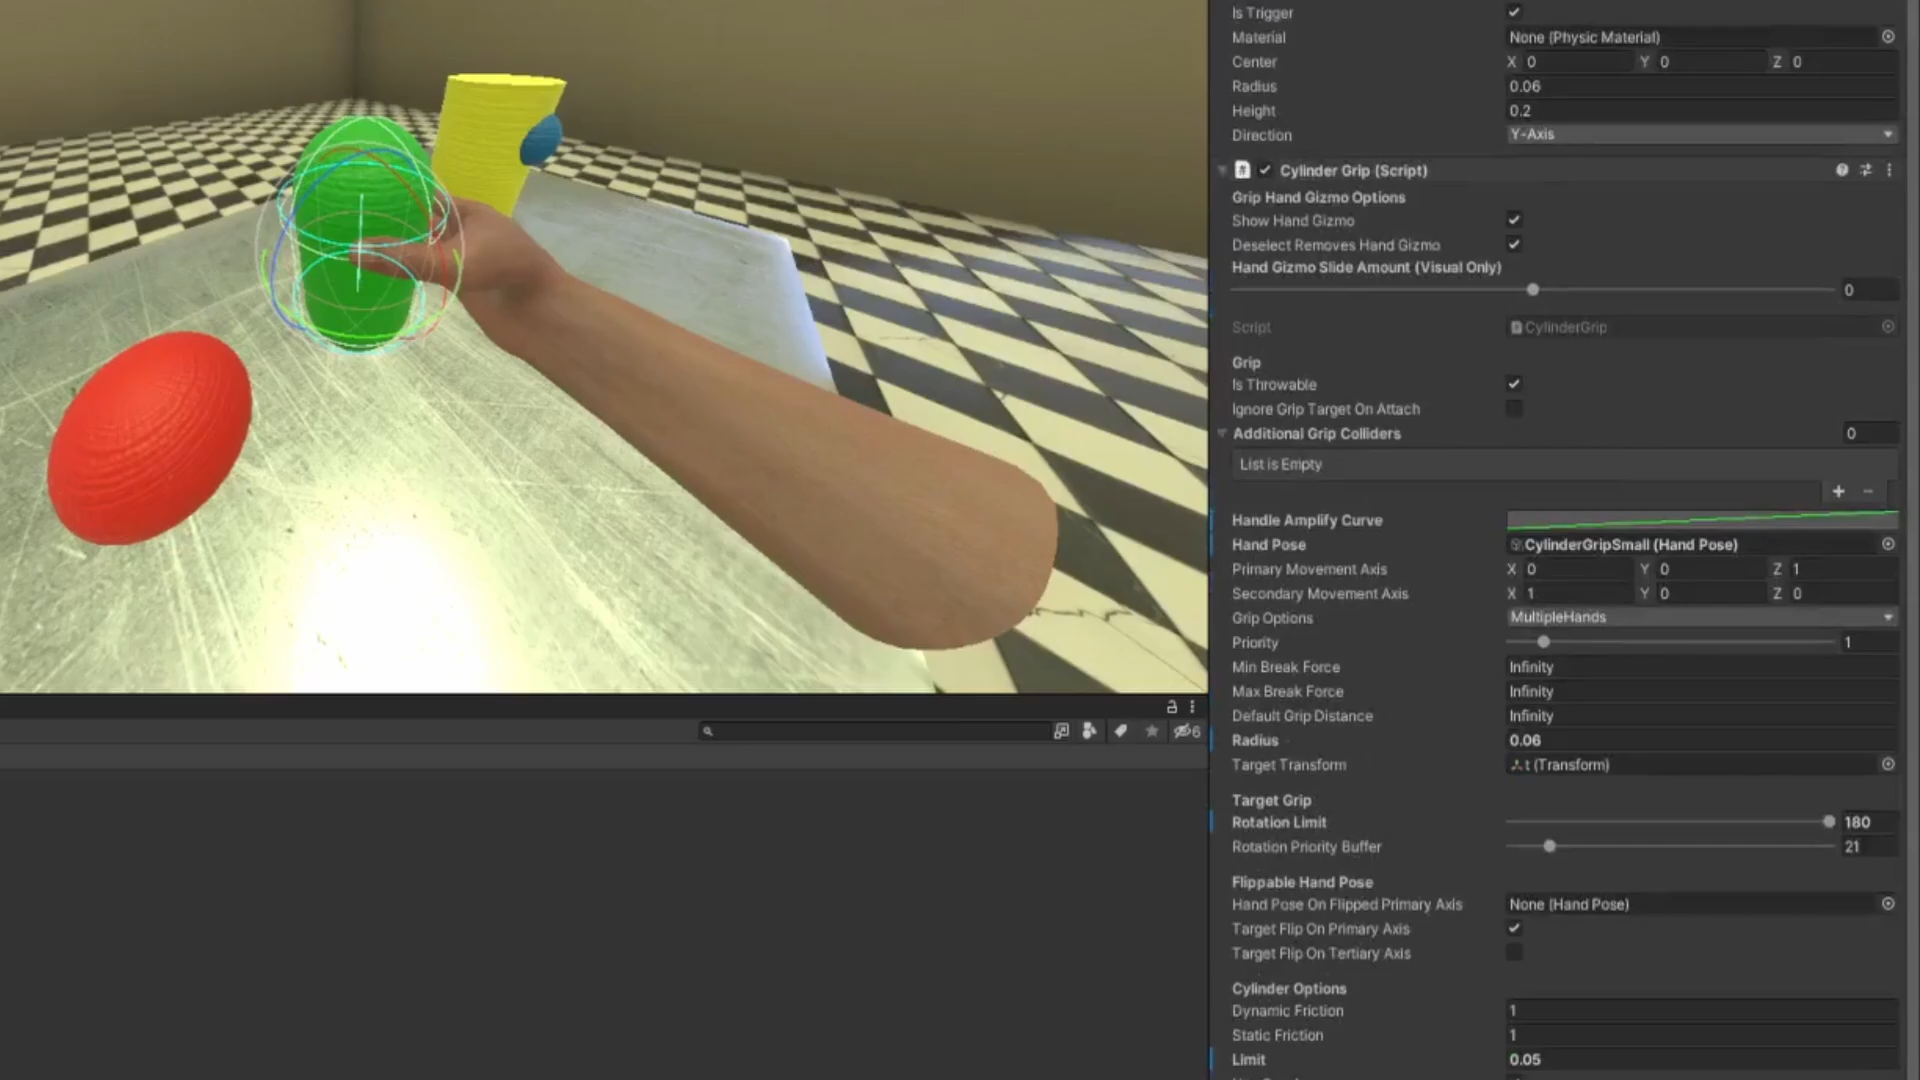 Is Trigger
Material None (Physic Material)
Center X 0 Y 0 Z 0
Radius 0.06
Height 0.2
Direction Y-Axis
Cylinder Grip (Script)
Grip Hand Gizmo Options
Show Hand Gizmo
Deselect Removes Hand Gizmo
Hand Gizmo Slide Amount (Visual Only)
0
Script CylinderGrip
Grip
Is Throwable
Ignore Grip Target On Attach
Additional Grip Colliders 0
List is Empty
+ −
Handle Amplify Curve
Hand Pose CylinderGripSmall (Hand Pose)
Primary Movement Axis X 0 Y 0 Z 1
Secondary Movement Axis X 1 Y 0 Z 0
Grip Options MultipleHands
Priority 1
Min Break Force Infinity
Max Break Force Infinity
Default Grip Distance Infinity
Radius 0.06
Target Transform t (Transform)
Target Grip
Rotation Limit 180
Rotation Priority Buffer 21
Flippable Hand Pose
Hand Pose On Flipped Primary Axis None (Hand Pose)
Target Flip On Primary Axis
Target Flip On Tertiary Axis
Cylinder Options
Dynamic Friction 1
Static Friction 1
Limit 0.05
6